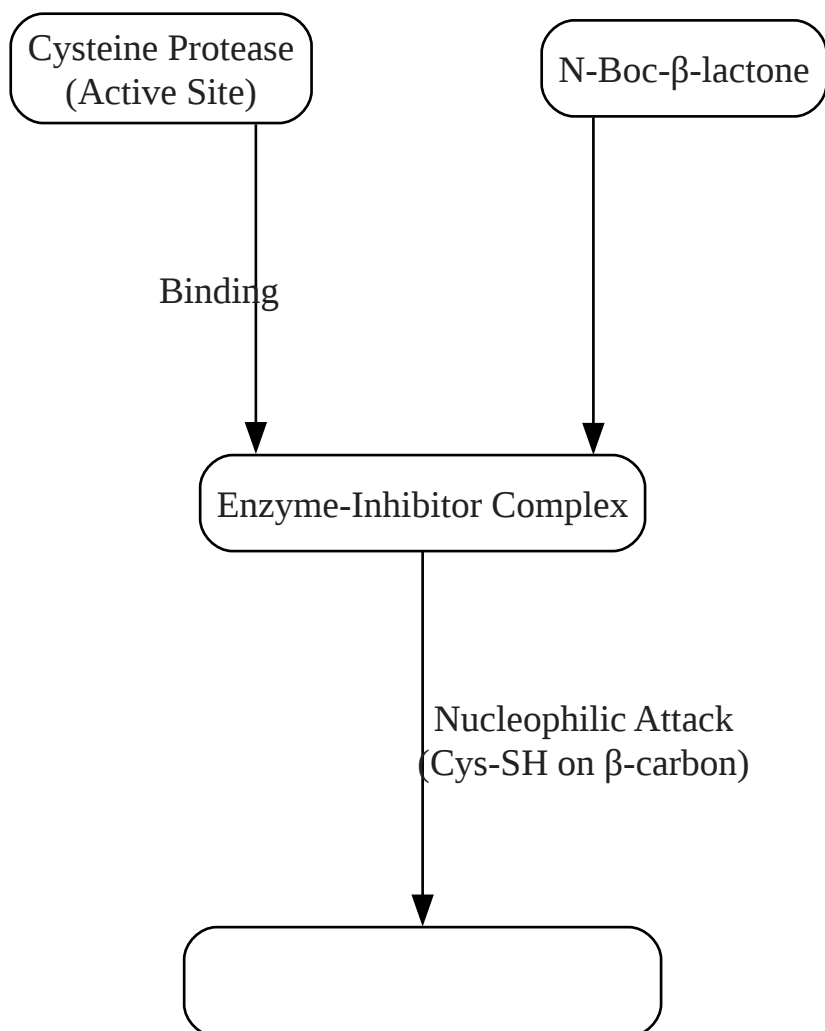 Cysteine Protease
(Active Site)
N-Boc-β-lactone
Binding
Enzyme-Inhibitor Complex
Nucleophilic Attack
(Cys-SH on β-carbon)